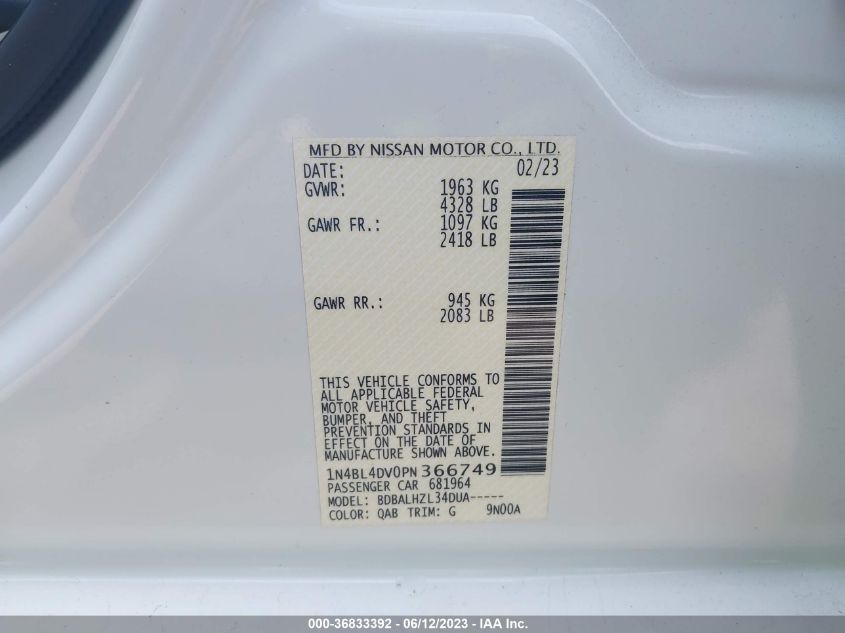 MFD BY NISSAN MOTOR CO., LTD.
DATE: 02/23
GVWR: 1963 KG
4328 LB
GAWR FR.: 1097 KG
2418 LB
GAWR RR.: 945 KG
2083 LB
THIS VEHICLE CONFORMS TO
ALL APPLICABLE FEDERAL
MOTOR VEHICLE SAFETY,
BUMPER, AND THEFT
PREVENTION STANDARDS IN
EFFECT ON THE DATE OF
MANUFACTURE SHOWN ABOVE.
1N4BL4DV0PN366749
PASSENGER CAR 681964
MODEL: BDBALHZL34DUA-----
COLOR: QAB TRIM: G 9N00A
000-36833392 - 06/12/2023 - IAA Inc.